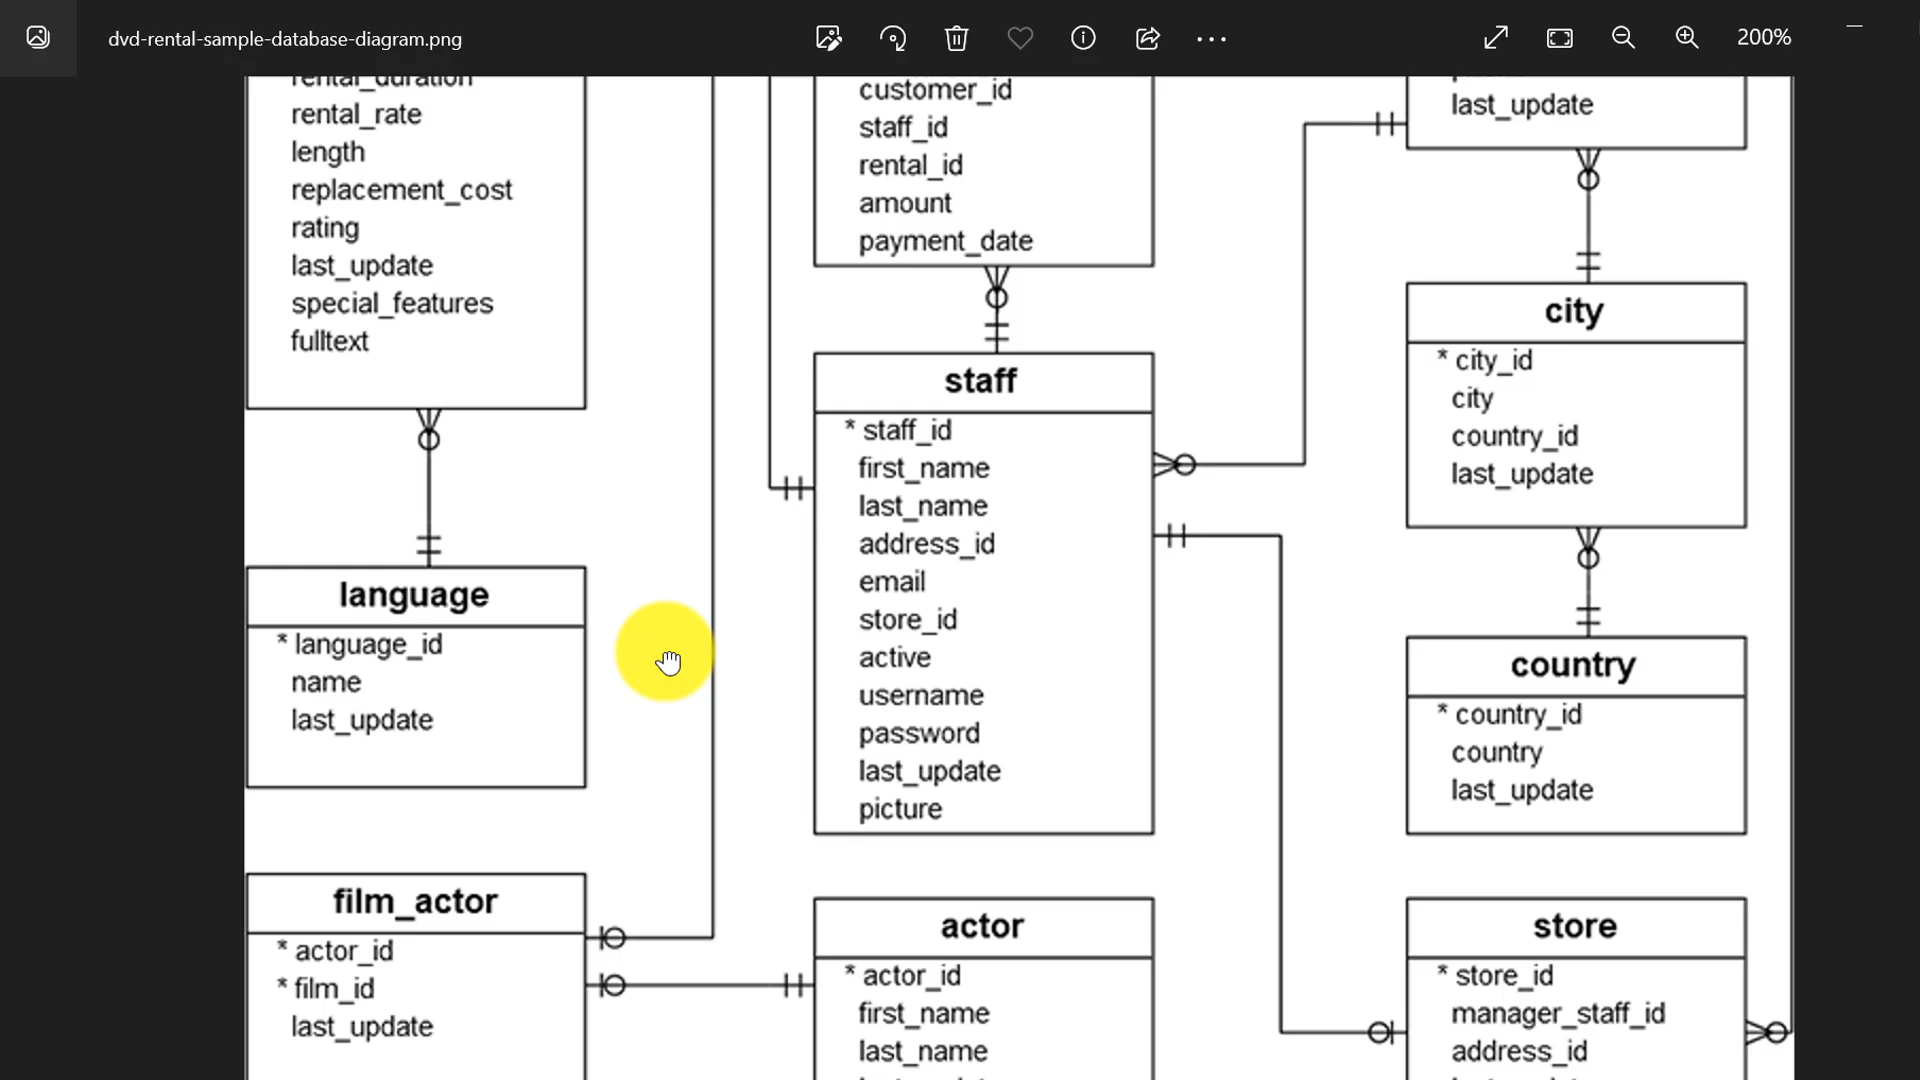 dvd-rental-sample-database-diagram.png
200%
rental_duration
rental_rate
length
replacement_cost
rating
last_update
special_features
fulltext
language
* language_id
name
last_update
film_actor
* actor_id
* film_id
last_update
customer_id
staff_id
rental_id
amount
payment_date
staff
* staff_id
first_name
last_name
address_id
email
store_id
active
username
password
last_update
picture
actor
* actor_id
first_name
last_name
last_update
city
* city_id
city
country_id
last_update
country
* country_id
country
last_update
store
* store_id
manager_staff_id
address_id